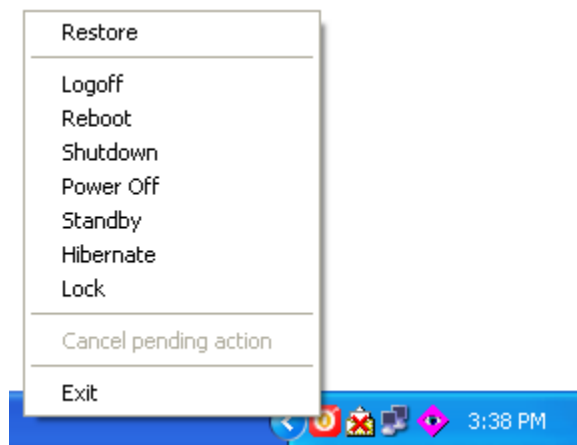 Restore
Logoff
Reboot
Shutdown
Power Off
Standby
Hibernate
Lock
Cancel pending action
Exit
3:38 PM